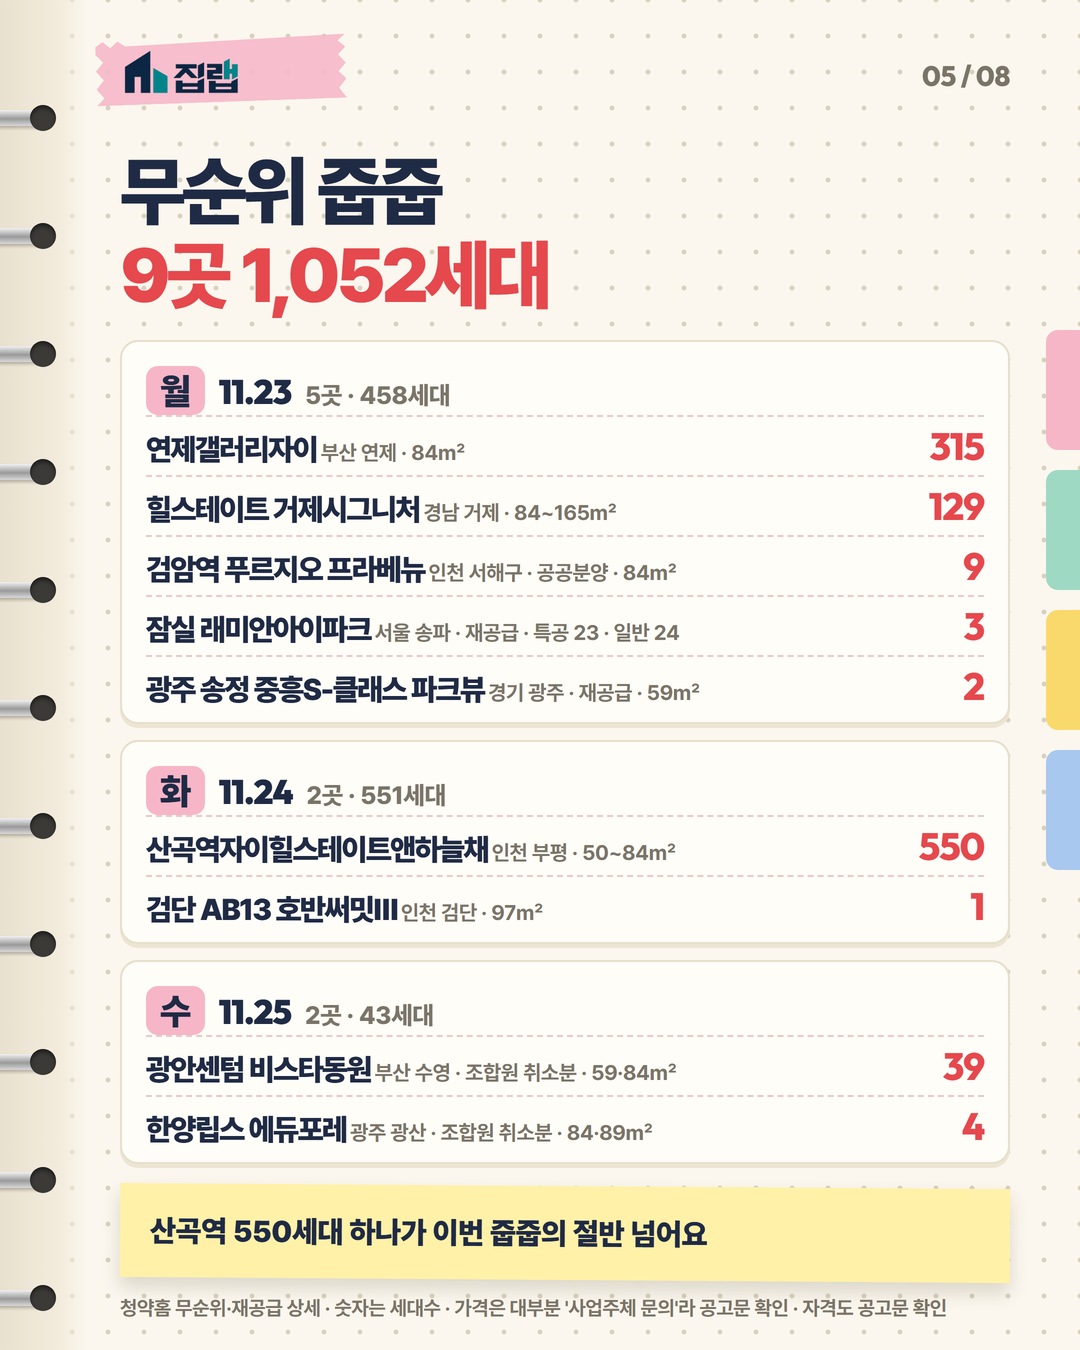 집랩
05 / 08
무순위 줍줍
9곳 1,052세대
월 11.23 5곳 · 458세대
연제갤러리자이 부산 연제 · 84m² 315
힐스테이트 거제시그니처 경남 거제 · 84~165m² 129
검암역 푸르지오 프라베뉴 인천 서해구 · 공공분양 · 84m² 9
잠실 래미안아이파크 서울 송파 · 재공급 · 특공 23 · 일반 24 3
광주 송정 중흥S-클래스 파크뷰 경기 광주 · 재공급 · 59m² 2
화 11.24 2곳 · 551세대
산곡역자이힐스테이트앤하늘채 인천 부평 · 50~84m² 550
검단 AB13 호반써밋III 인천 검단 · 97m² 1
수 11.25 2곳 · 43세대
광안센텀 비스타동원 부산 수영 · 조합원 취소분 · 59·84m² 39
한양립스 에듀포레 광주 광산 · 조합원 취소분 · 84·89m² 4
산곡역 550세대 하나가 이번 줍줍의 절반 넘어요
청약홈 무순위·재공급 상세 · 숫자는 세대수 · 가격은 대부분 '사업주체 문의'라 공고문 확인 · 자격도 공고문 확인